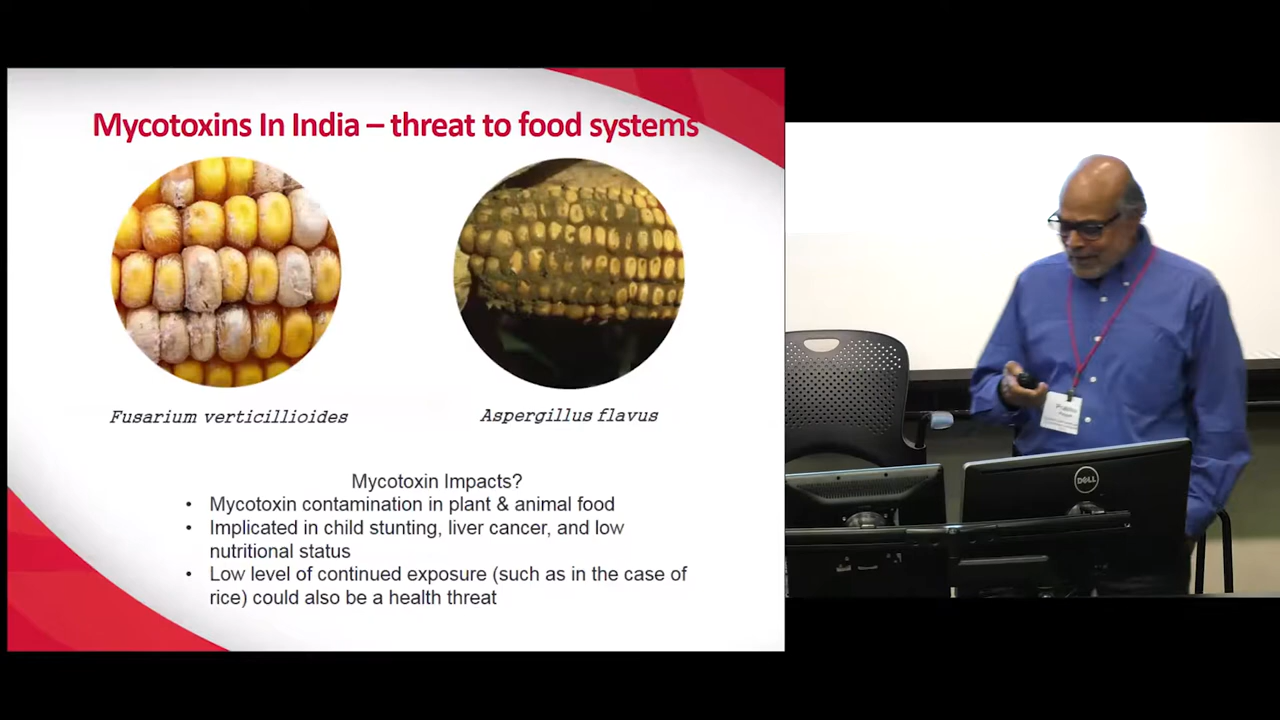 Mycotoxins In India – threat to food systems
Fusarium verticillioides
Aspergillus flavus
Mycotoxin Impacts?
• Mycotoxin contamination in plant & animal food
• Implicated in child stunting, liver cancer, and low
nutritional status
• Low level of continued exposure (such as in the case of
rice) could also be a health threat
DELL